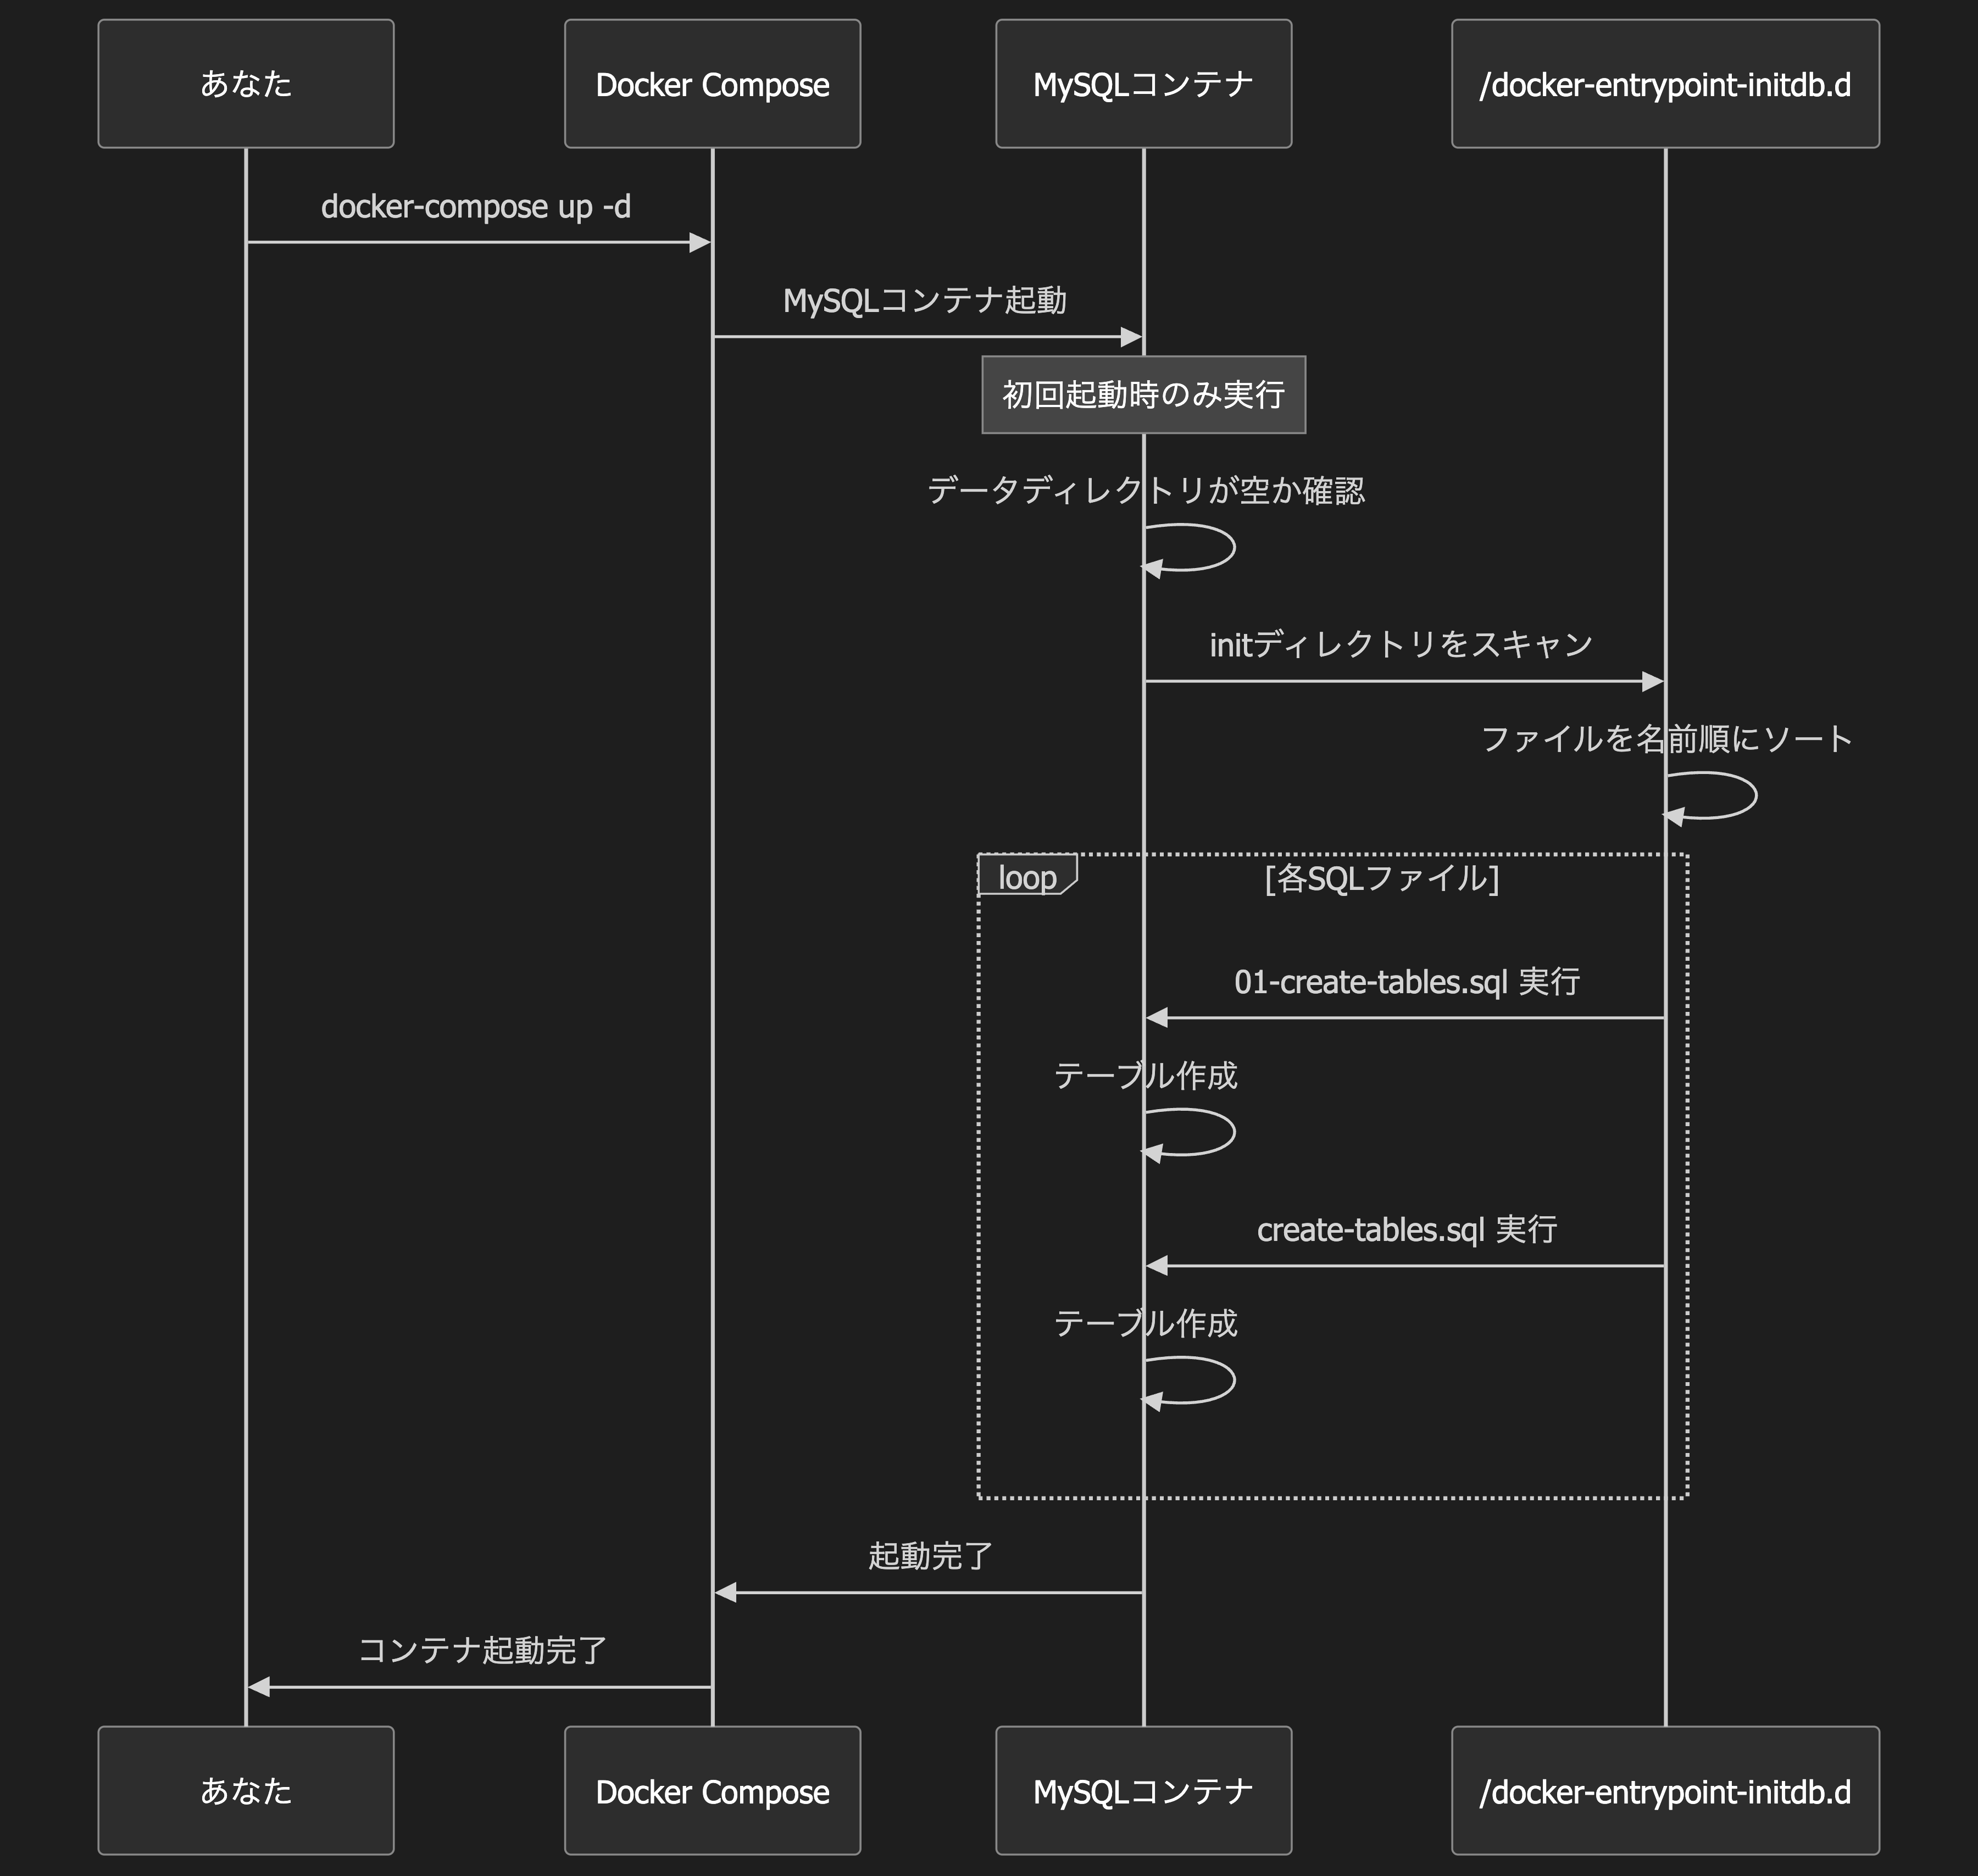 あなた
Docker Compose
MySQLコンテナ
/docker-entrypoint-initdb.d
docker-compose up -d
MySQLコンテナ起動
初回起動時のみ実行
データディレクトリが空か確認
initディレクトリをスキャン
ファイルを名前順にソート
loop
[各SQLファイル]
01-create-tables.sql 実行
テーブル作成
create-tables.sql 実行
テーブル作成
起動完了
コンテナ起動完了
あなた
Docker Compose
MySQLコンテナ
/docker-entrypoint-initdb.d